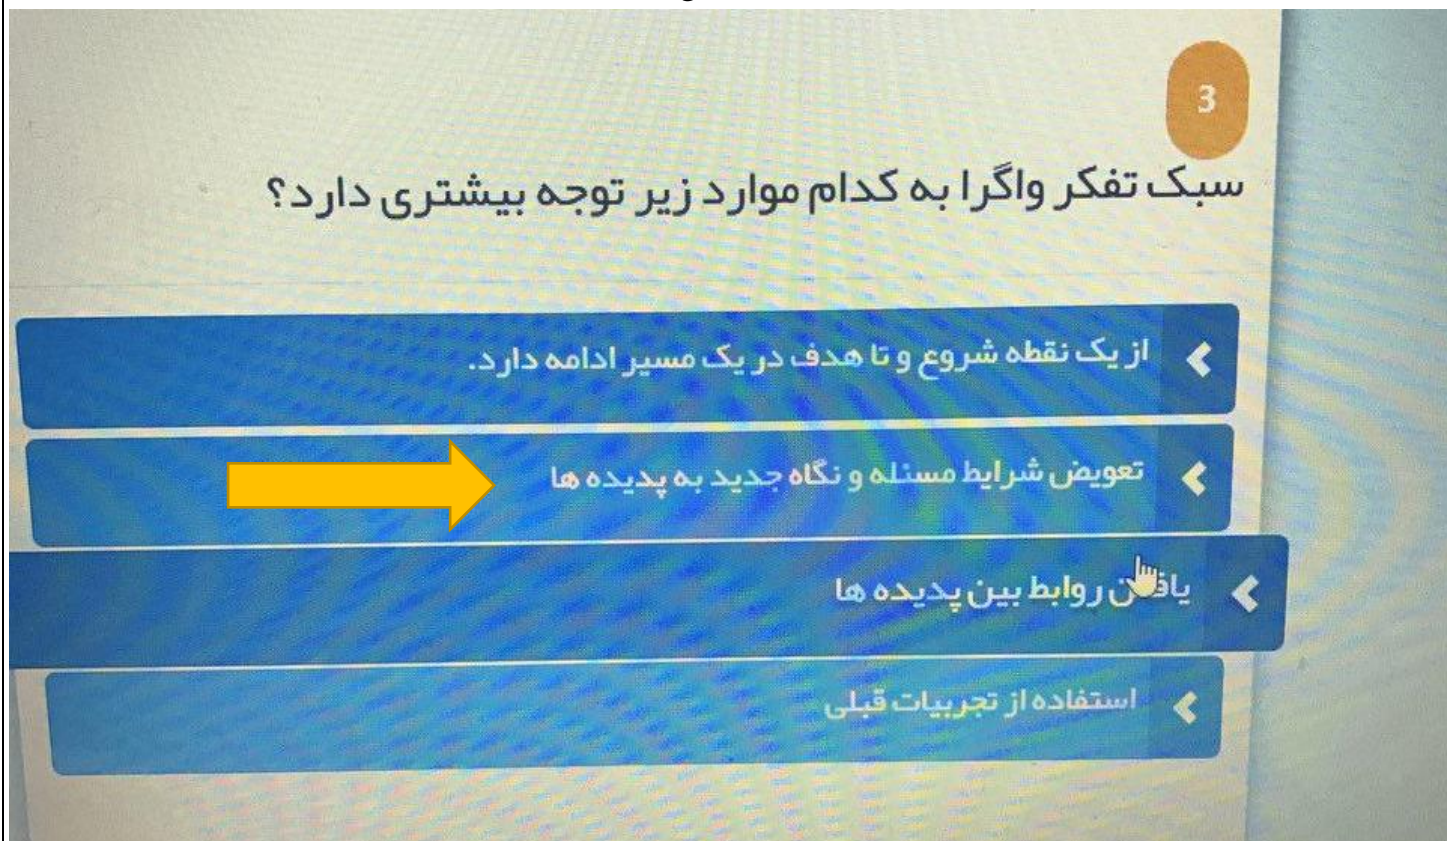 3
سبک تفکر واگرا به کدام موارد زیر توجه بیشتری دارد؟
از یک نقطه شروع و تا هدف در یک مسیر ادامه دارد.
تعویض شرایط مسئله و نگاه جدید به پدیده ها
روابط بین پدیده ها
استفاده از تجربیات قبلی